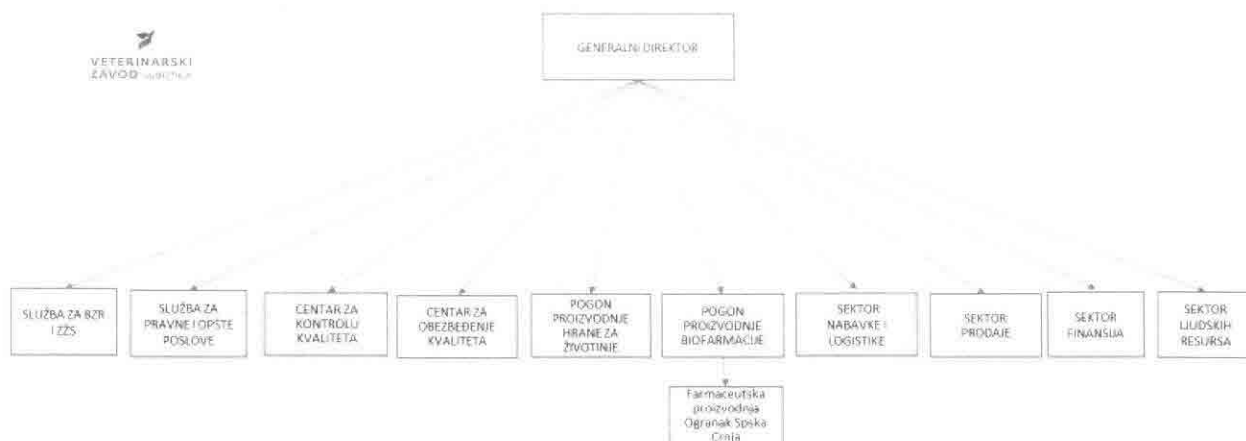 VETERINARSKI
ZAVOD
GENERALNI DIREKTOR
SLUŽBA ZA BZR
I ZŽS
SLUŽBA ZA
PRAVNE I OPŠTE
POSLOVE
CENTAR ZA
KONTROLU
KVALITETA
CENTAR ZA
OBEZBEĐENJE
KVALITETA
POGON
PROIZVODNJE
HRANE ZA
ŽIVOTINJE
POGON
PROIZVODNJE
BIOFARMACIJE
SEKTOR
NABAVKE I
LOGISTIKE
SEKTOR
PRODAJE
SEKTOR
FINANSIJA
SEKTOR
LJUDSKIH
RESURSA
Farmaceutska
proizvodnja
Ogranak Spska
Crnja